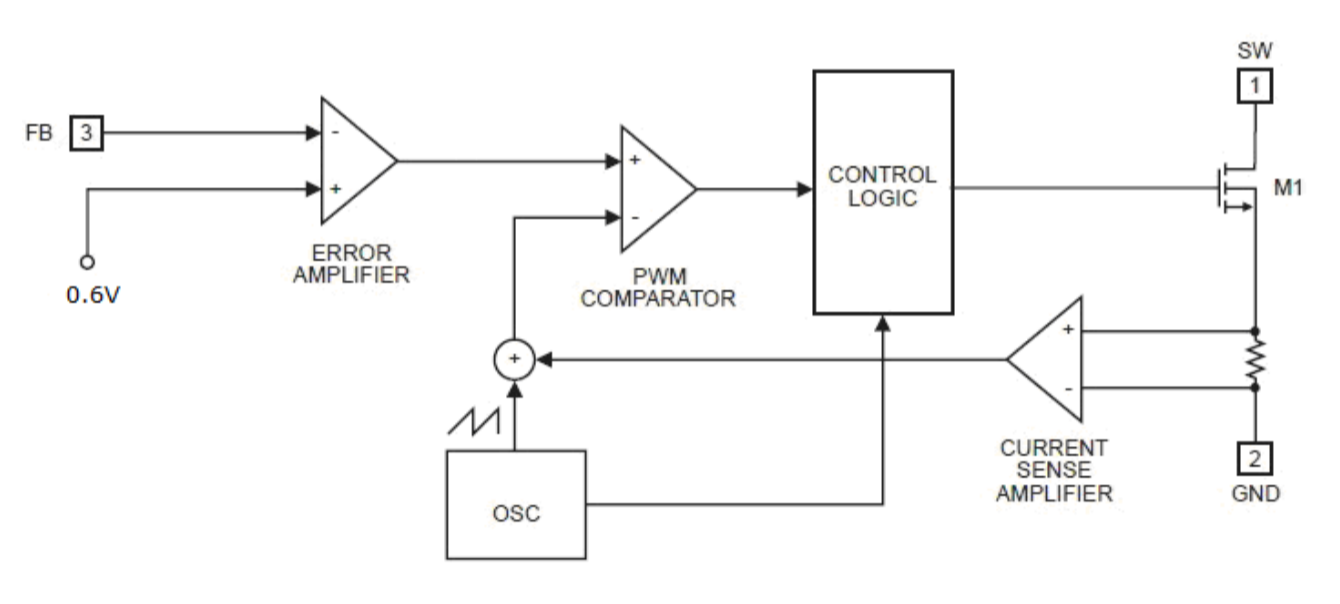 SW
1
FB
3
-
+
ERROR
AMPLIFIER
0.6V
+
-
PWM
COMPARATOR
CONTROL
LOGIC
M1
+
OSC
+
-
CURRENT
SENSE
AMPLIFIER
2
GND